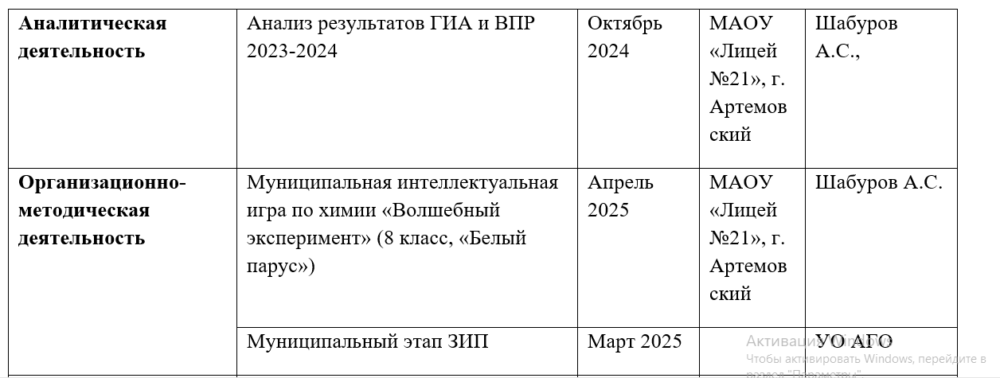 Аналитическая
деятельность
Анализ результатов ГИА и ВПР
2023-2024
Октябрь
2024
МАОУ
«Лицей
№21», г.
Артемов
ский
Шабуров
А.С.,
Организационно-
методическая
деятельность
Муниципальная интеллектуальная
игра по химии «Волшебный
эксперимент» (8 класс, «Белый
парус»)
Апрель
2025
МАОУ
«Лицей
№21», г.
Артемов
ский
Шабуров А.С.
Муниципальный этап ЗИП
Март 2025
УО АГО
Активация Windows
Чтобы активировать Windows, перейдите в
раздел "Параметры".